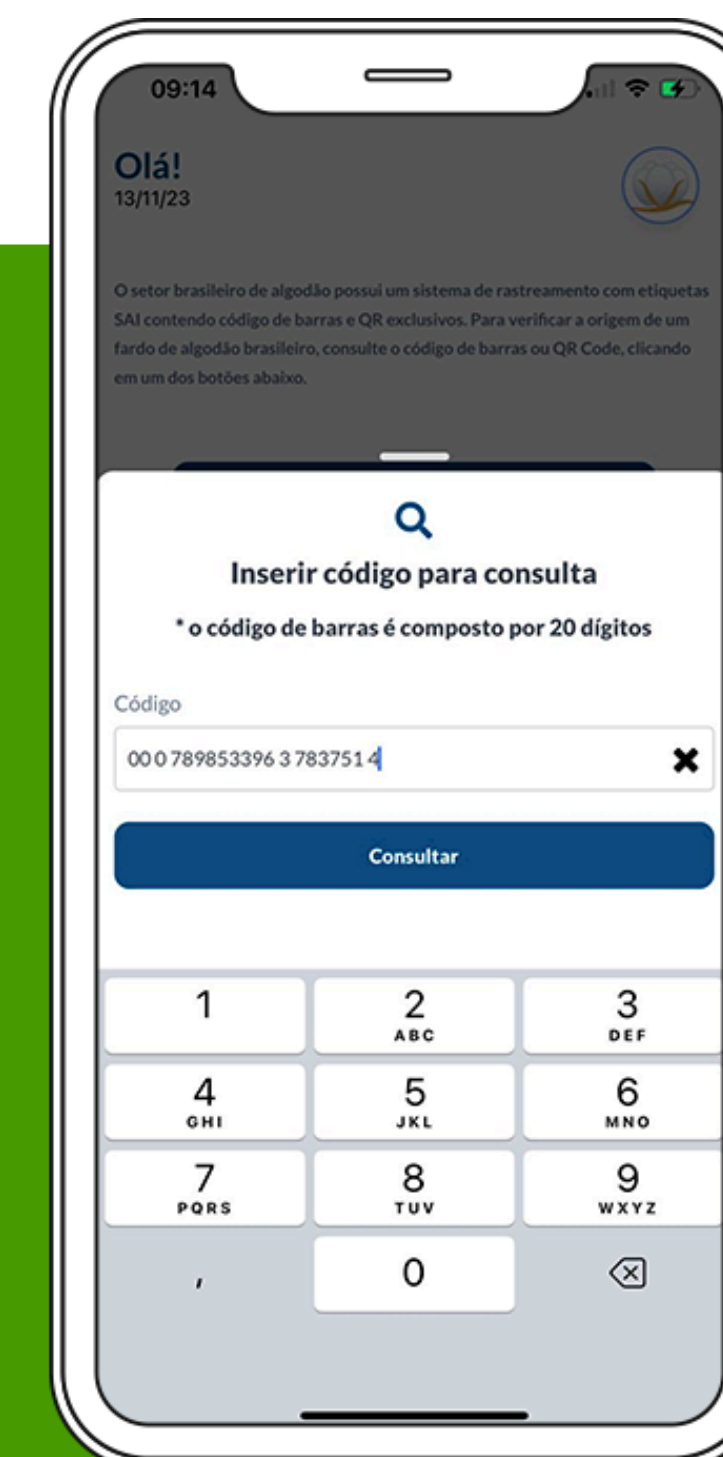 09:14
Olá!
13/11/23
O setor brasileiro de algodão possui um sistema de rastreamento com etiquetas
SAI contendo código de barras e QR exclusivos. Para verificar a origem de um
fardo de algodão brasileiro, consulte o código de barras ou QR Code, clicando
em um dos botões abaixo.
Inserir código para consulta
* o código de barras é composto por 20 dígitos
Código
00 0 789853396 3 783751 4
Consultar
1 2 3
ABC DEF
4 5 6
GHI JKL MNO
7 8 9
PQRS TUV WXYZ
, 0